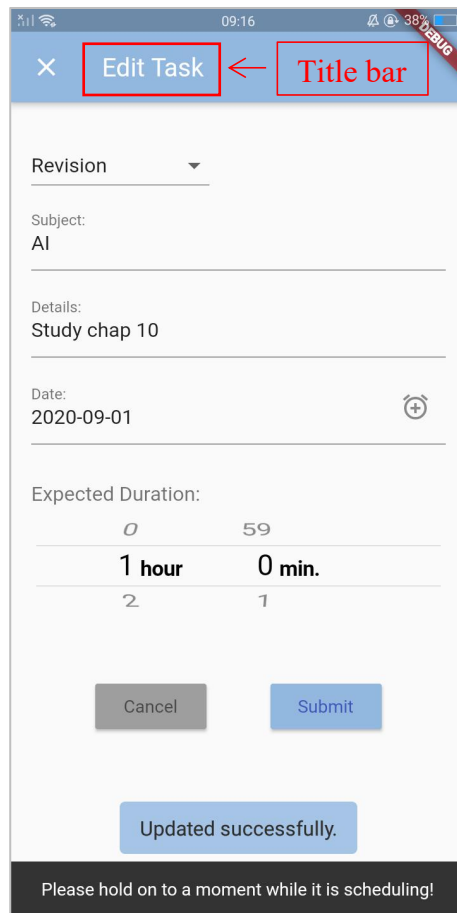 09:16
38%
DEBUG
Edit Task
Title bar
Revision
Subject:
AI
Details:
Study chap 10
Date:
2020-09-01
Expected Duration:
0 59
1 hour 0 min.
2 1
Cancel Submit
Updated successfully.
Please hold on to a moment while it is scheduling!